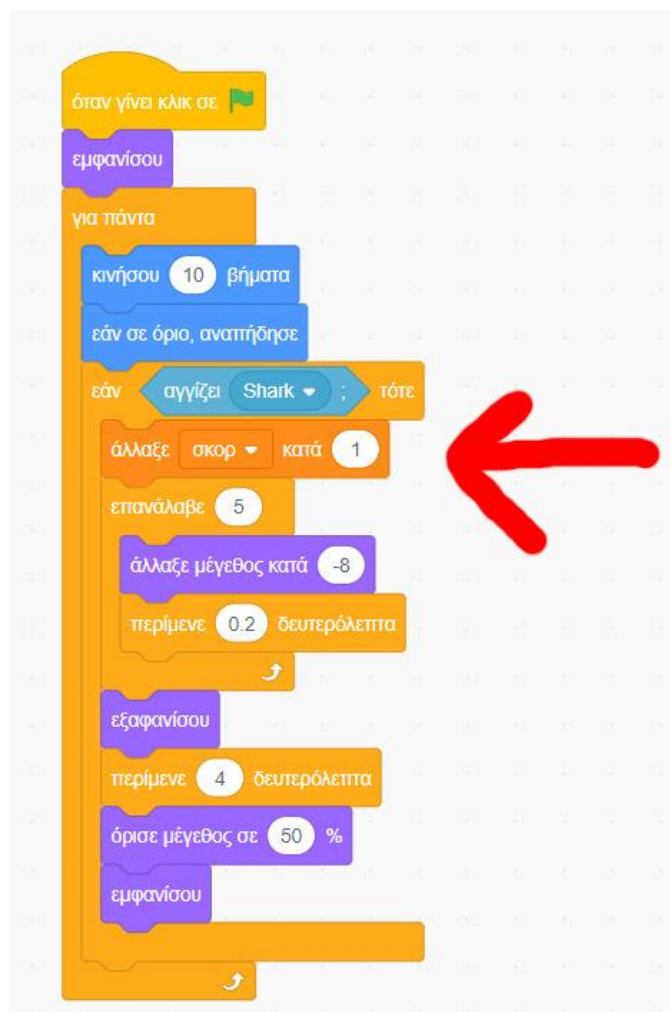 όταν γίνει κλικ σε
εμφανίσου
για πάντα
κινήσου 10 βήματα
εάν σε όριο, αναπήδησε
εάν αγγίζει Shark ; τότε
άλλαξε σκορ κατά 1
επανάλαβε 5
άλλαξε μέγεθος κατά -8
περίμενε 0.2 δευτερόλεπτα
εξαφανίσου
περίμενε 4 δευτερόλεπτα
όρισε μέγεθος σε 50 %
εμφανίσου